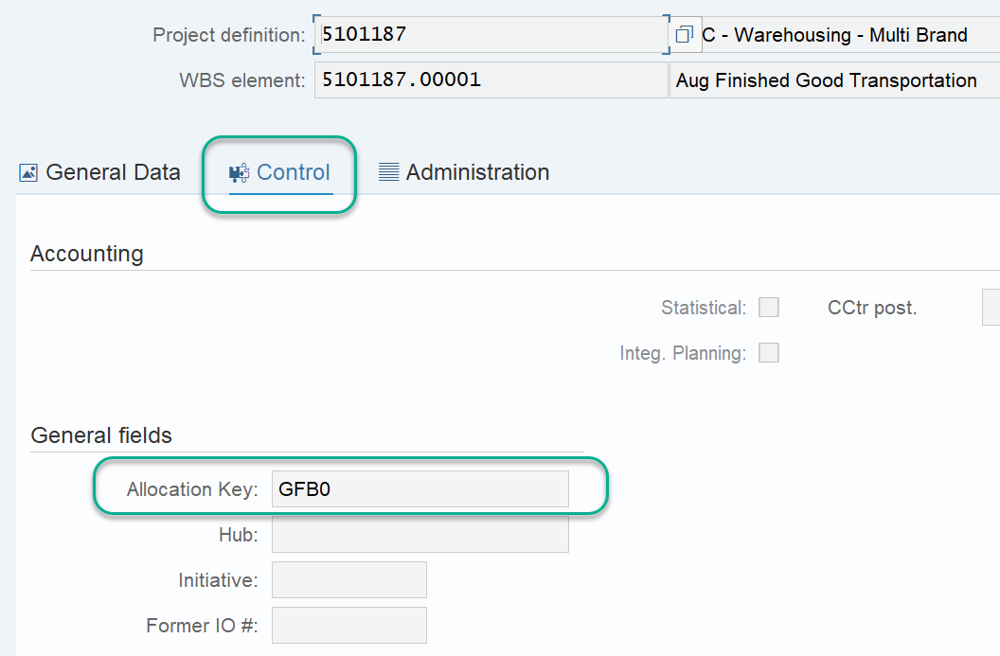 Project definition: 5101187 C - Warehousing - Multi Brand
WBS element: 5101187.00001 Aug Finished Good Transportation
General Data Control Administration
Accounting
Statistical: CCtr post.
Integ. Planning:
General fields
Allocation Key: GFB0
Hub:
Initiative:
Former IO #: